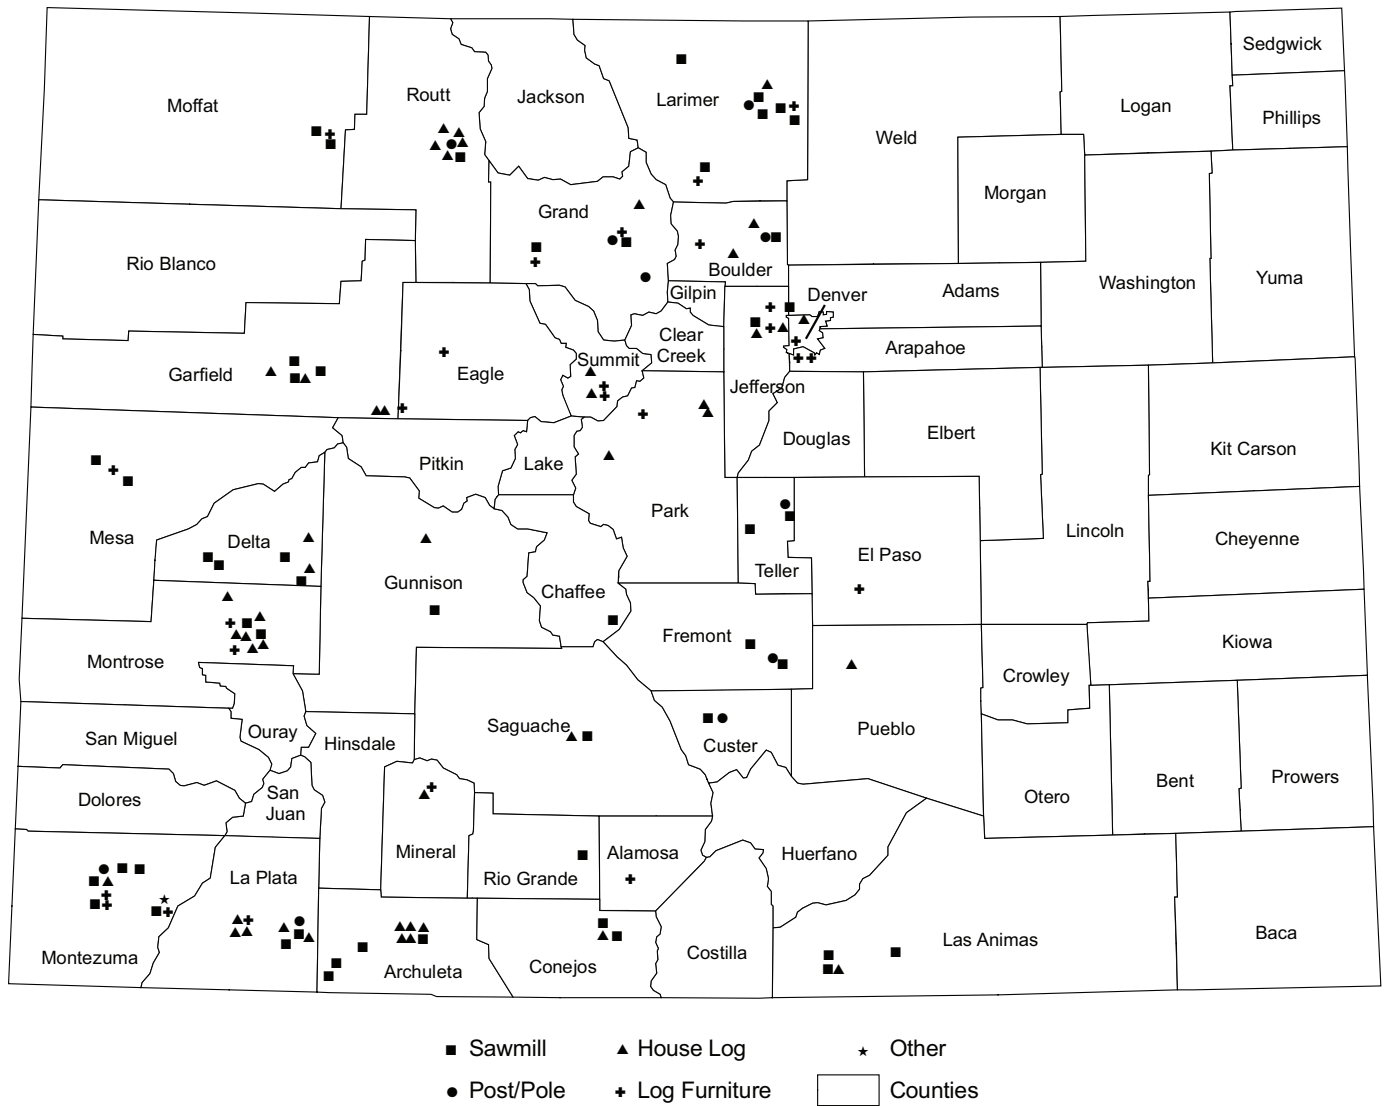 Sedgwick
Moffat
Routt
Jackson
Larimer
Logan
Phillips
Weld
Morgan
Grand
Rio Blanco
Boulder
Washington
Yuma
Gilpin
Denver
Adams
Clear
Creek
Arapahoe
Summit
Garfield
Eagle
Jefferson
Douglas
Elbert
Kit Carson
Pitkin
Lake
Park
Lincoln
Mesa
Delta
Cheyenne
El Paso
Teller
Gunnison
Chaffee
Fremont
Kiowa
Montrose
Crowley
Saguache
Ouray
San Miguel
Hinsdale
Custer
Pueblo
Prowers
Bent
Dolores
San
Juan
Otero
Mineral
Alamosa
Huerfano
La Plata
Rio Grande
Baca
Las Animas
Montezuma
Costilla
Conejos
Archuleta
Sawmill
House Log
Other
Post/Pole
Log Furniture
Counties